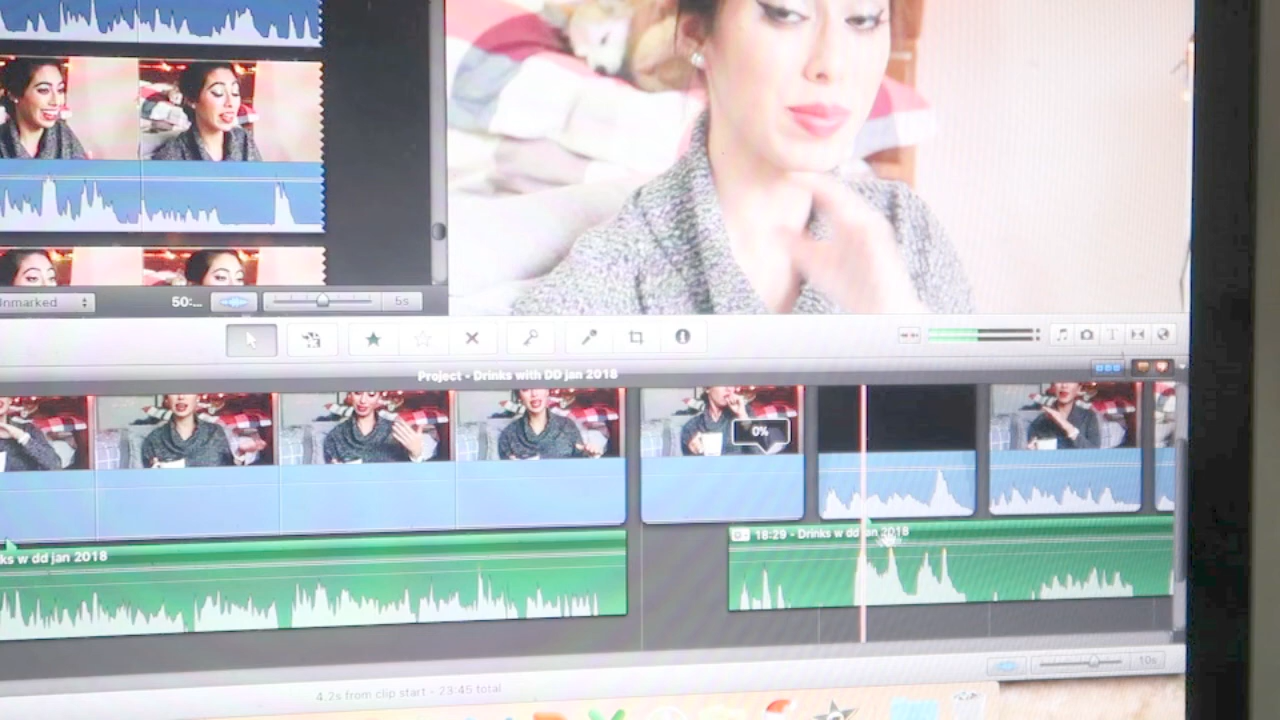 nmarked
50:...
5s
Project - Drinks with DD jan 2018
0%
18:29 - Drinks w dd jan 2018
ks w dd jan 2018
10s
4.2s from clip start - 23:45 total